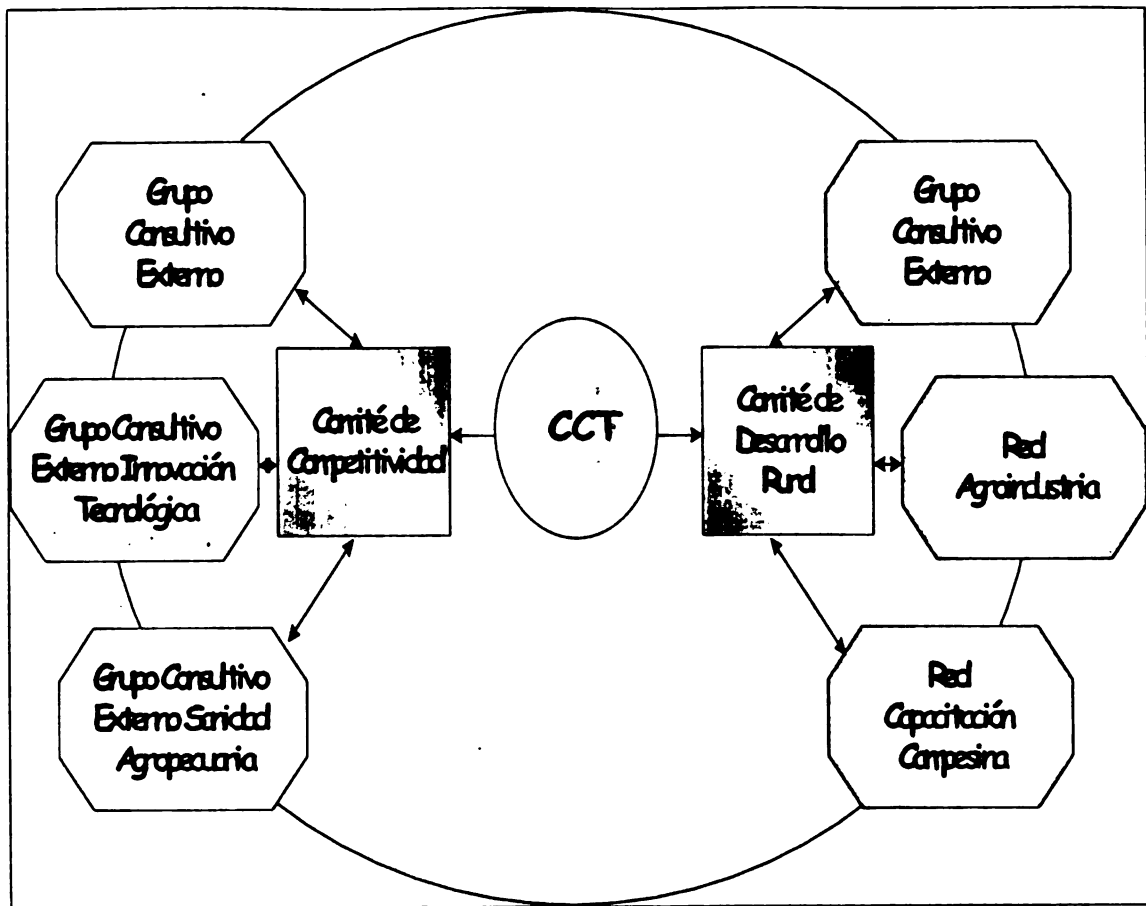 Grupo
Consultivo
Externo
Grupo
Consultivo
Externo
Grupo Consultivo
Externo Innovación
Tecnológica
Comité de
Competitividad
CCT
Comité de
Desarrollo
Rural
Red
Agroindustria
Grupo Consultivo
Externo Sanidad
Agropecuaria
Red
Capacitación
Campesina